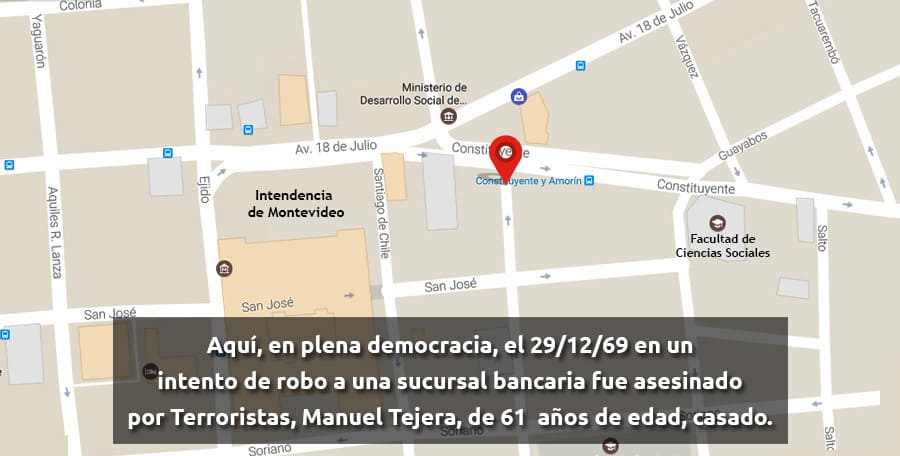 Colonia
Yaguarón
Av. 18 de Julio
Tacuarembó
Vázquez
Ministerio de
Desarrollo Social de...
Guayabos
Av. 18 de Julio
Constituyente
Constituyente y Amorín
Constituyente
Aquiles R. Lanza
Ejido
Santiago de Chile
Intendencia
de Montevideo
Facultad de
Ciencias Sociales
Salto
San José
San José
San José
Aquí, en plena democracia, el 29/12/69 en un
intento de robo a una sucursal bancaria fue asesinado
por Terroristas, Manuel Tejera, de 61 años de edad, casado.
Soriano
Soriano
Salto